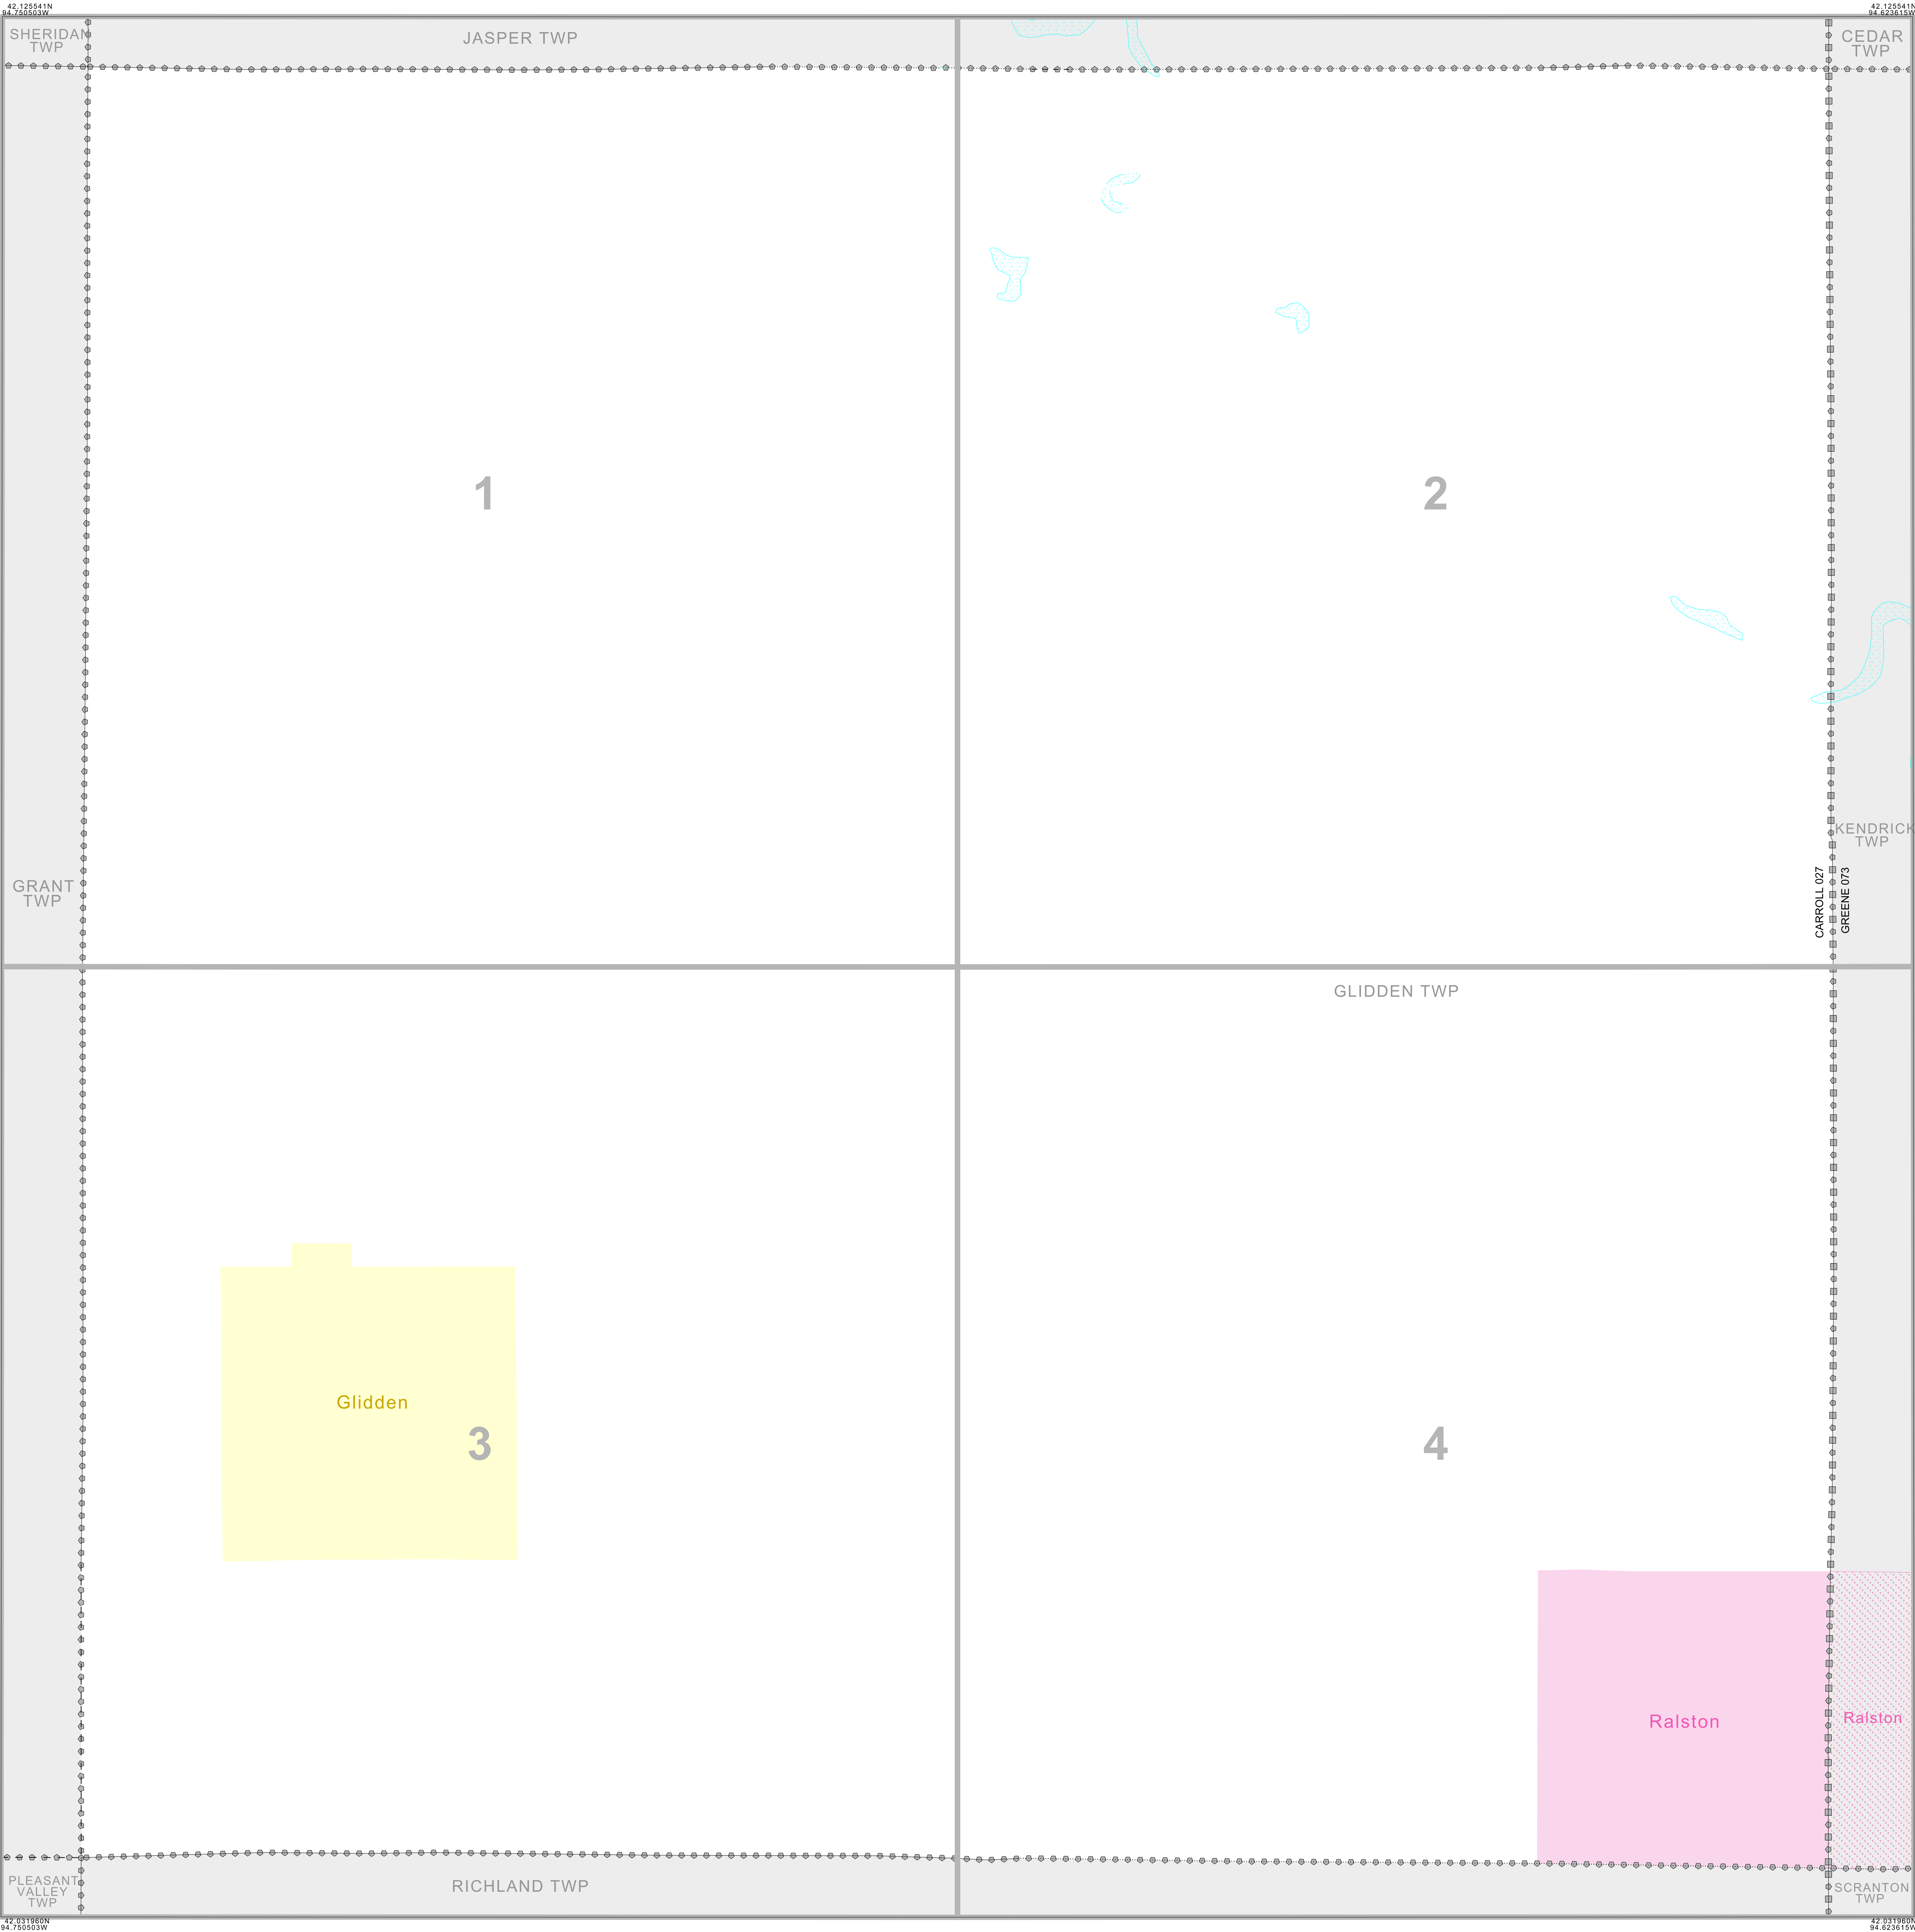 42.125541N
94.750503W
42.125541N
94.623615W
SHERIDAN
TWP
JASPER TWP
CEDAR
TWP
1
2
KENDRICK
TWP
GRANT
TWP
CARROLL 027
GREENE 073
GLIDDEN TWP
Glidden
3
4
Ralston
Ralston
PLEASANT
VALLEY
TWP
RICHLAND TWP
SCRANTON
TWP
42.031960N
94.750503W
42.031960N
94.623615W